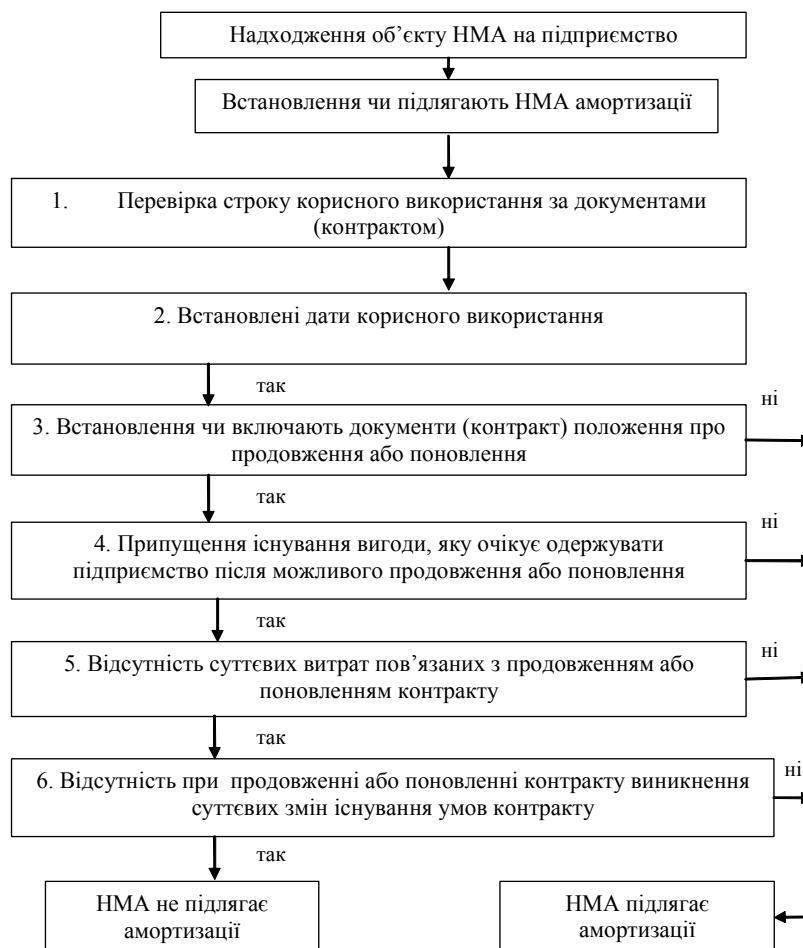 Надходження об’єкту НМА на підприємство
Встановлення чи підлягають НМА амортизації
1. Перевірка строку корисного використання за документами
(контрактом)
2. Встановлені дати корисного використання
так
ні
3. Встановлення чи включають документи (контракт) положення про
продовження або поновлення
так
ні
4. Припущення існування вигоди, яку очікує одержувати
підприємство після можливого продовження або поновлення
так
ні
5. Відсутність суттєвих витрат пов’язаних з продовженням або
поновленням контракту
так
ні
6. Відсутність при продовженні або поновленні контракту виникнення
суттєвих змін існування умов контракту
так
НМА не підлягає
амортизації
НМА підлягає
амортизації